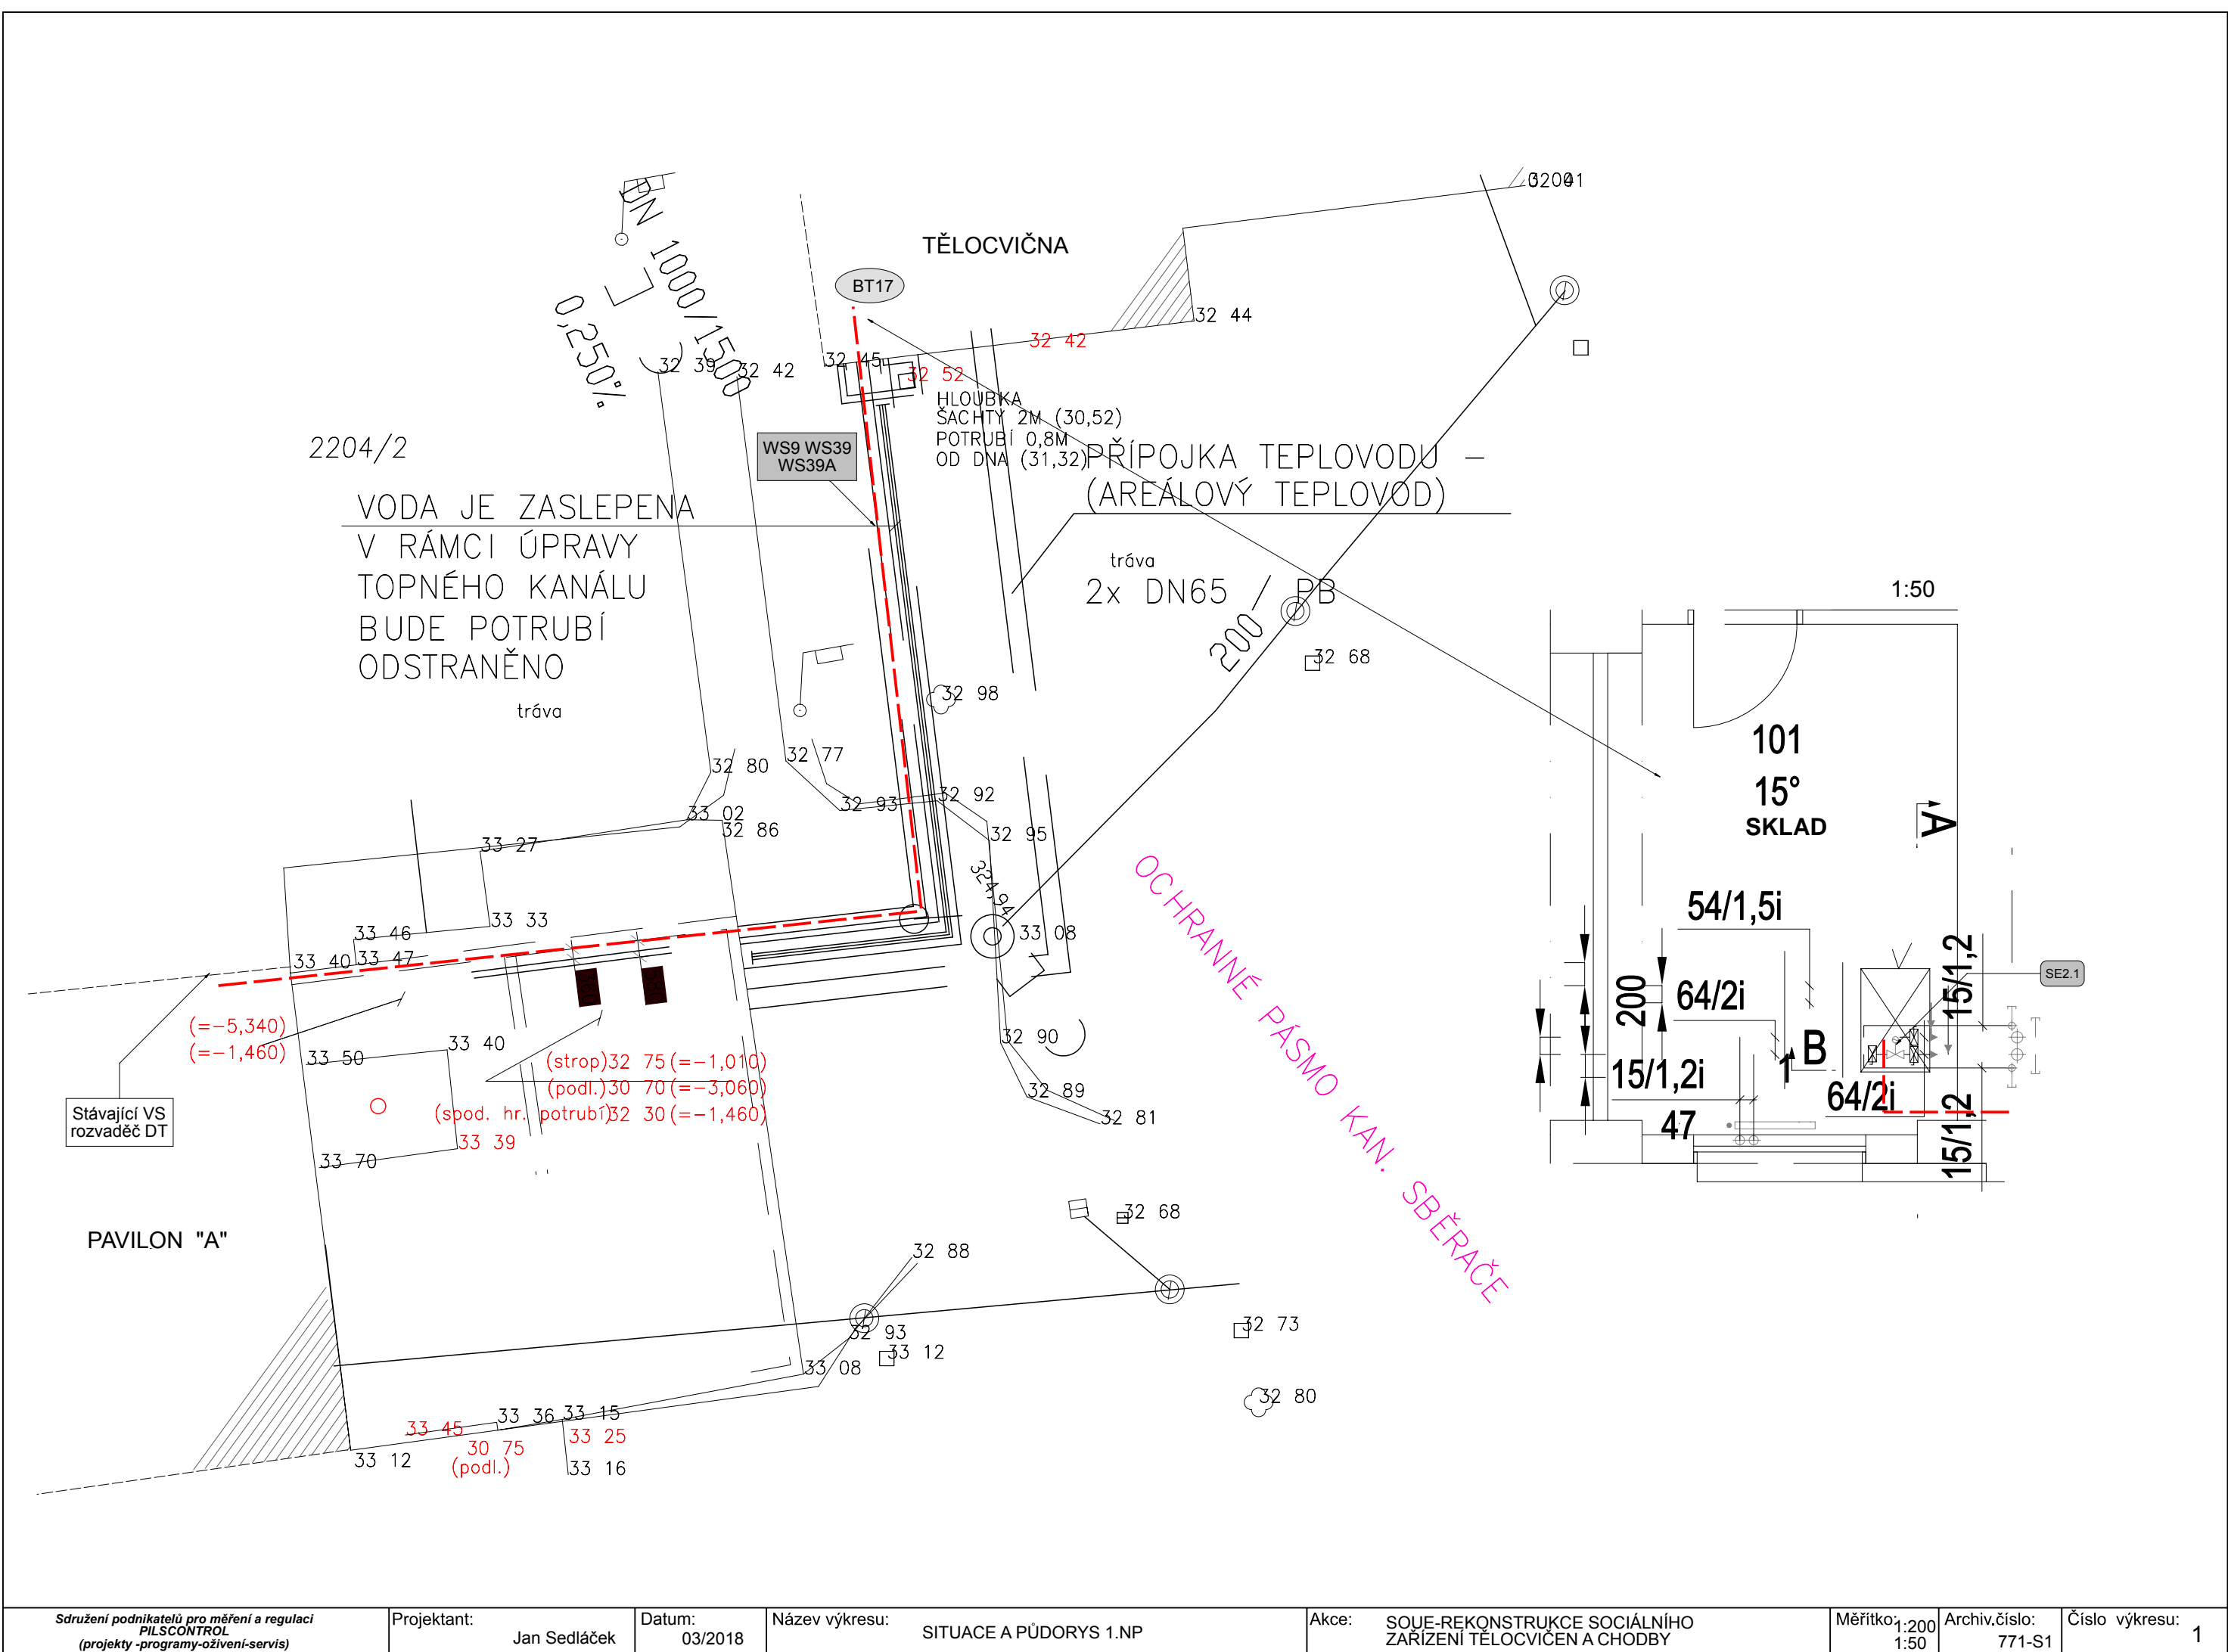 0,250%
DN 1000/1500
TĚLOCVIČNA
BT17
32 44
32 42
32 39
32 42
32 45
32 52
HLOUBKA
ŠACHTY 2M (30,52)
POTRUBÍ 0,8M
OD DNA (31,32)
2204/2
WS9 WS39
WS39A
PŘÍPOJKA TEPLOVODU –
(AREÁLOVÝ TEPLOVOD)
VODA JE ZASLEPENA
V RÁMCI ÚPRAVY
TOPNÉHO KANÁLU
BUDE POTRUBÍ
ODSTRANĚNO
tráva
tráva
2x DN65
200
PB
32 68
32 98
32 80
32 77
32 93
32 92
33 02
32 86
32 95
33 27
324,94
33 33
33 46
33 40
33 47
33 08
(=-5,340)
(=-1,460)
33 50
33 40
(strop)32 75(=-1,010)
(podl.)30 70(=-3,060)
(spod. hr. potrubí)32 30(=-1,460)
33 39
33 70
Stávající VS
rozvaděč DT
PAVILON "A"
32 90
32 89
32 81
OCHRANNÉ PÁSMO KAN. SBĚRAČE
32 68
32 88
32 93
33 12
33 08
32 73
32 80
33 45
33 36
33 15
33 25
30 75
(podl.)
33 12
33 16
1:50
101
15°
SKLAD
A
54/1,5i
64/2i
200
15/1,2
SE2.1
B
1
15/1,2i
64/2i
47
15/1,2
Sdružení podnikatelů pro měření a regulaci
PILSCONTROL
(projekty -programy-oživení-servis)
Projektant:
Jan Sedláček
Datum:
03/2018
Název výkresu:
SITUACE A PŮDORYS 1.NP
Akce:
SOUE-REKONSTRUKCE SOCIÁLNÍHO
ZAŘÍZENÍ TĚLOCVIČEN A CHODBY
Měřítko:
1:200
1:50
Archiv.číslo:
771-S1
Číslo výkresu:
1